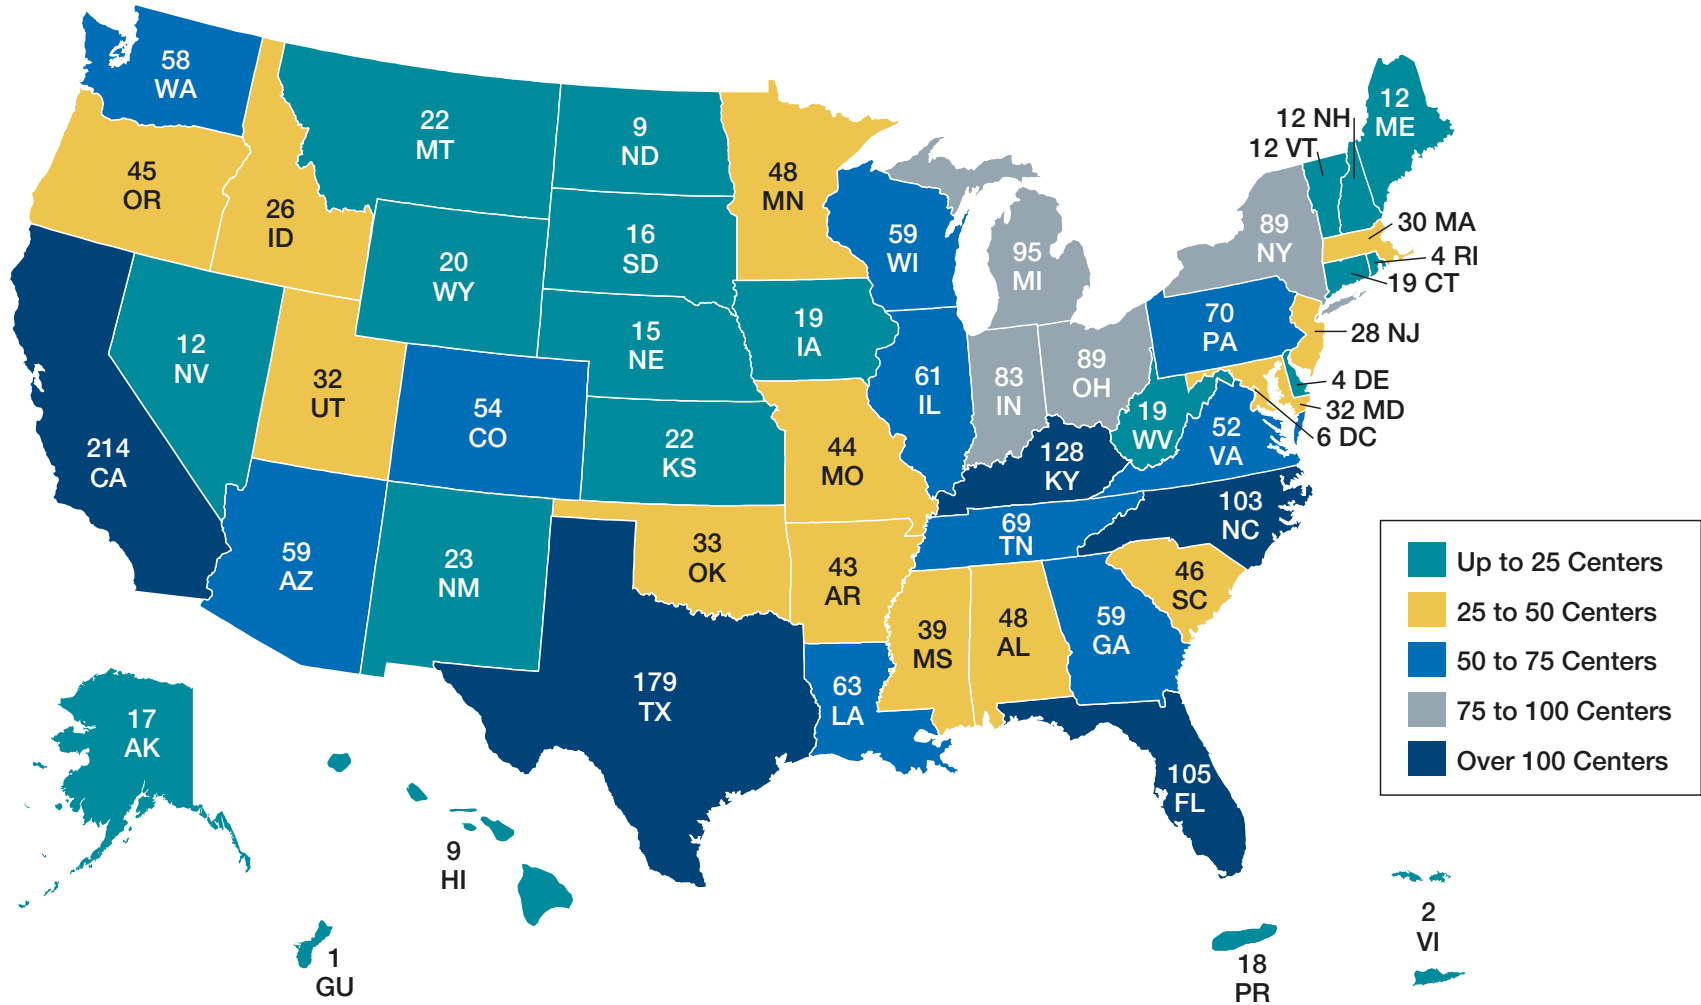 58
WA
45
OR
26
ID
22
MT
9
ND
48
MN
16
SD
20
WY
59
WI
95
MI
89
NY
12 NH
12 VT
12
ME
30 MA
4 RI
19 CT
28 NJ
4 DE
32 MD
6 DC
70
PA
12
NV
32
UT
54
CO
15
NE
19
IA
61
IL
83
IN
89
OH
19
WV
52
VA
214
CA
22
KS
44
MO
128
KY
103
NC
69
TN
59
AZ
23
NM
33
OK
43
AR
46
SC
39
MS
48
AL
59
GA
179
TX
63
LA
105
FL
17
AK
9
HI
1
GU
18
PR
2
VI
Up to 25 Centers
25 to 50 Centers
50 to 75 Centers
75 to 100 Centers
Over 100 Centers